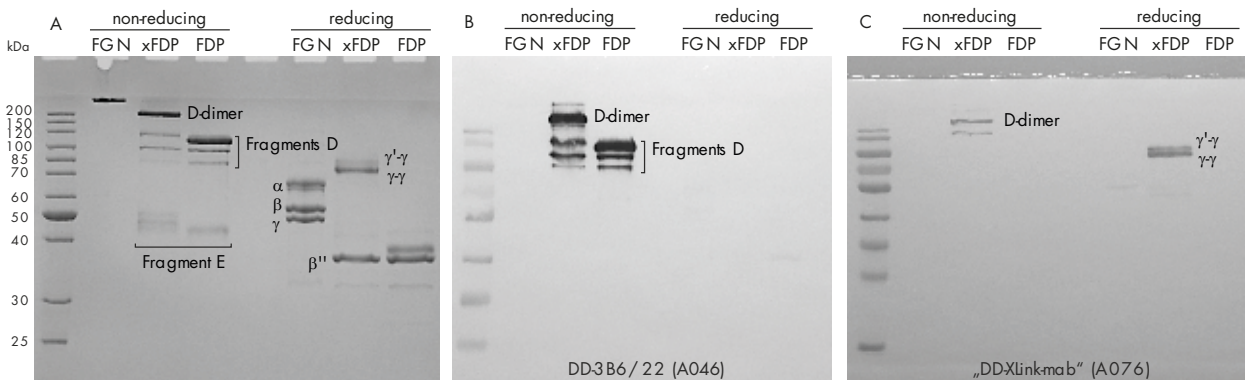 A non-reducing reducing
kDa FGN xFDP FDP FGN xFDP FDP
200
150
120
100
85
70
60
50
40
30
25
D-dimer
Fragments D
Fragment E
γ'-γ
γ-γ
α
β
γ
β''
B non-reducing reducing
FGN xFDP FDP FGN xFDP FDP
D-dimer
Fragments D
DD-3B6/22 (A046)
C non-reducing reducing
FGN xFDP FDP FGN xFDP FDP
D-dimer
γ'-γ
γ-γ
„DD-XLink-mab“ (A076)